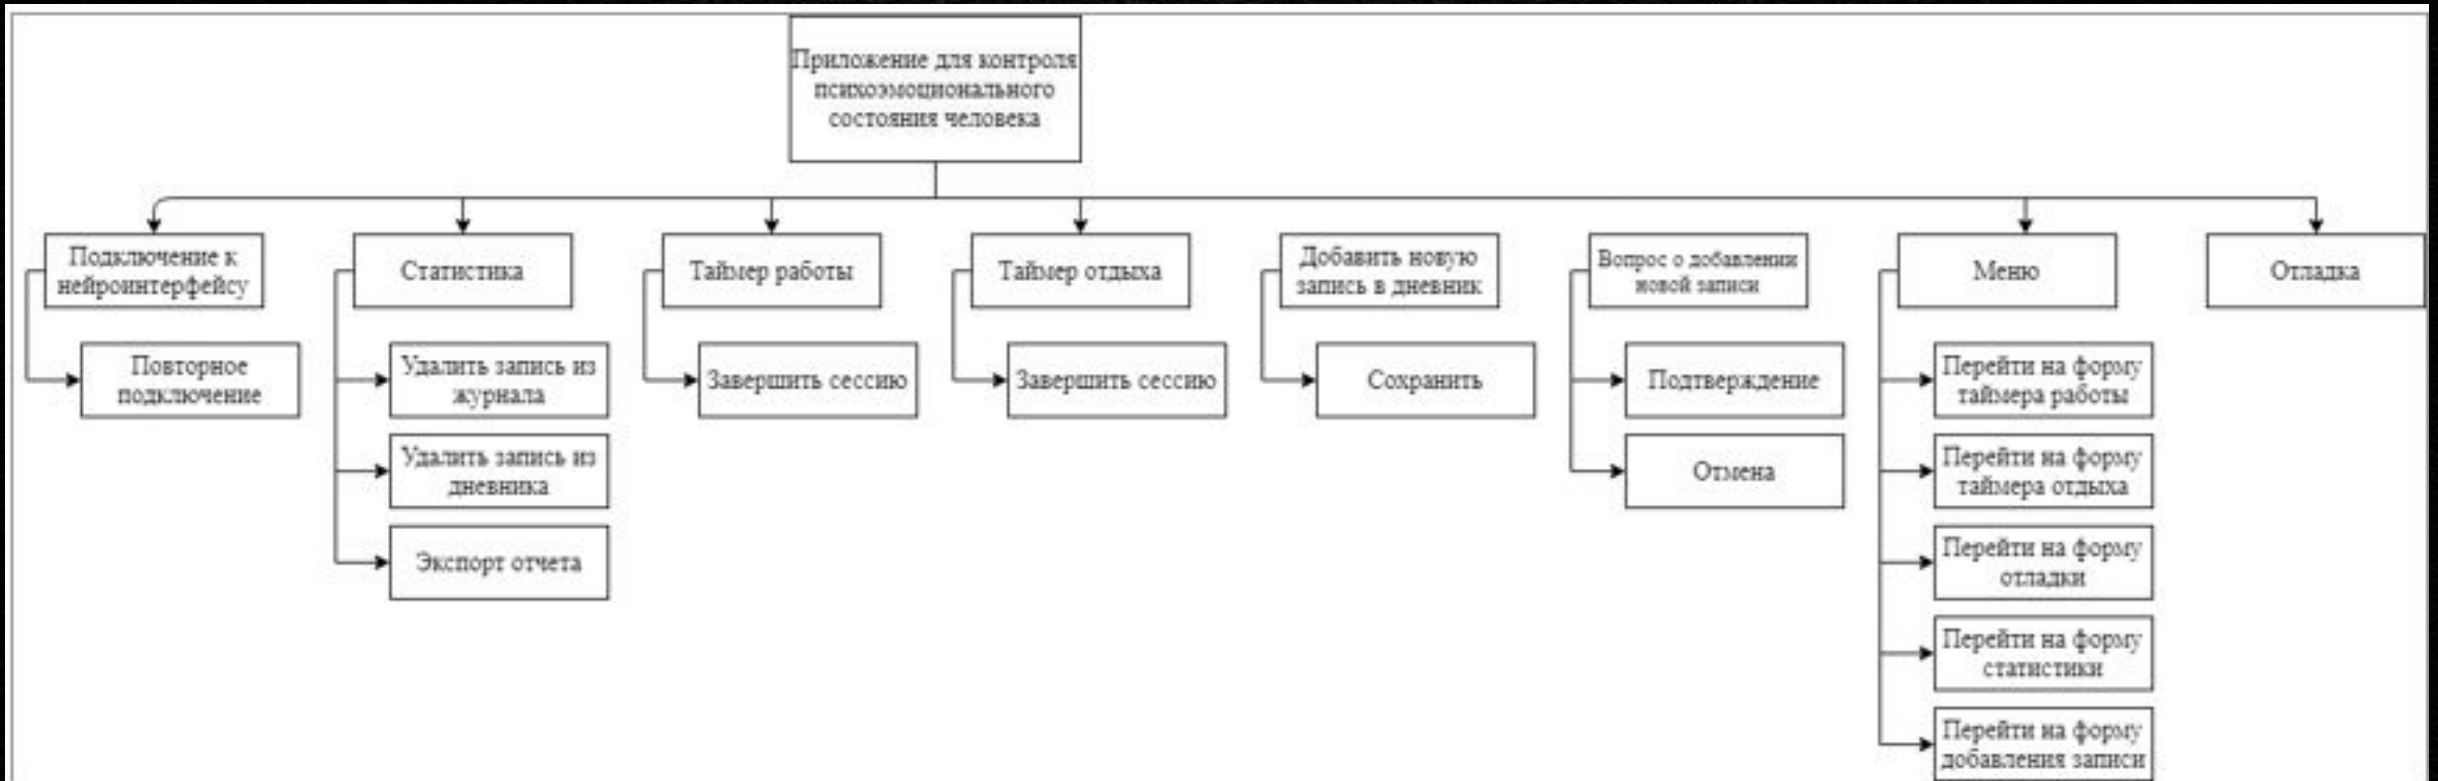 Приложение для контроля
психоэмоционального
состояния человека
Подключение к
нейроинтерфейсу
Повторное
подключение
Статистика
Удалить запись из
журнала
Удалить запись из
дневника
Экспорт отчета
Таймер работы
Завершить сессию
Таймер отдыха
Завершить сессию
Добавить новую
запись в дневник
Сохранить
Вопрос о добавлении
новой записи
Подтверждение
Отмена
Меню
Перейти на форму
таймера работы
Перейти на форму
таймера отдыха
Перейти на форму
отладки
Перейти на форму
статистики
Перейти на форму
добавления записи
Отладка